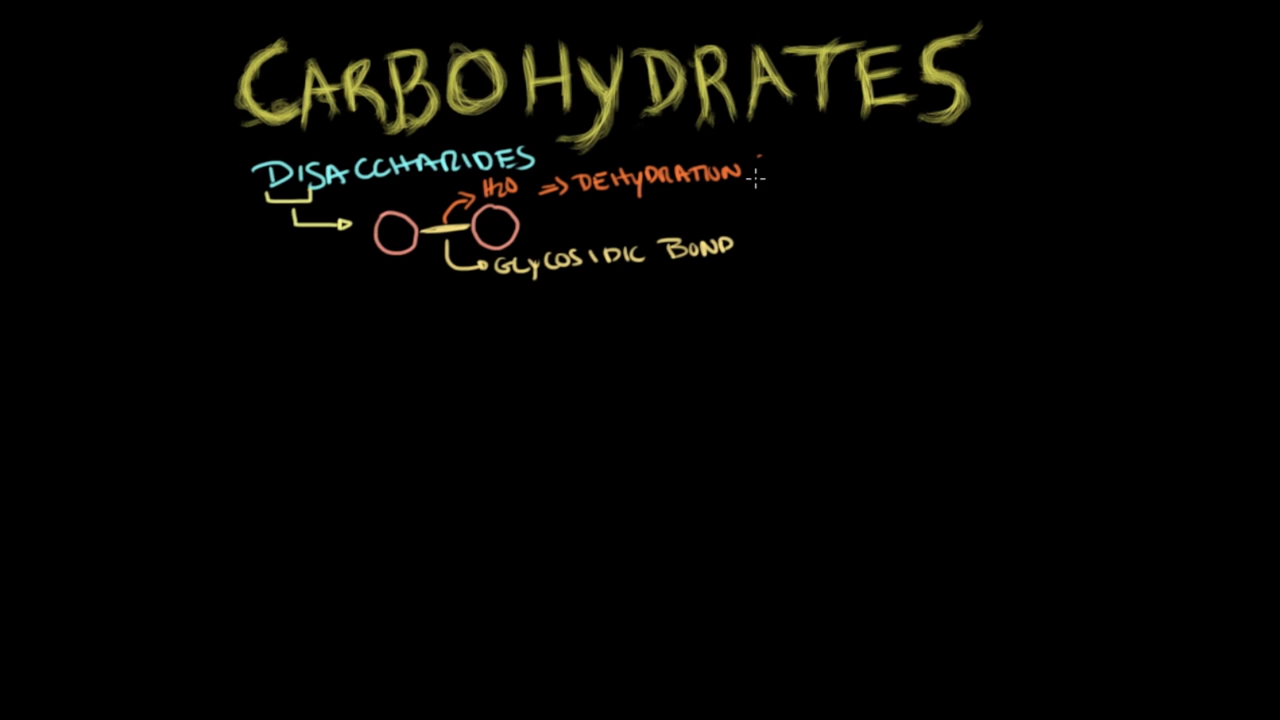 CARBOHYDRATES
DISACCHARIDES
H2O => DEHYDRATION
GLYCOSIDIC BOND